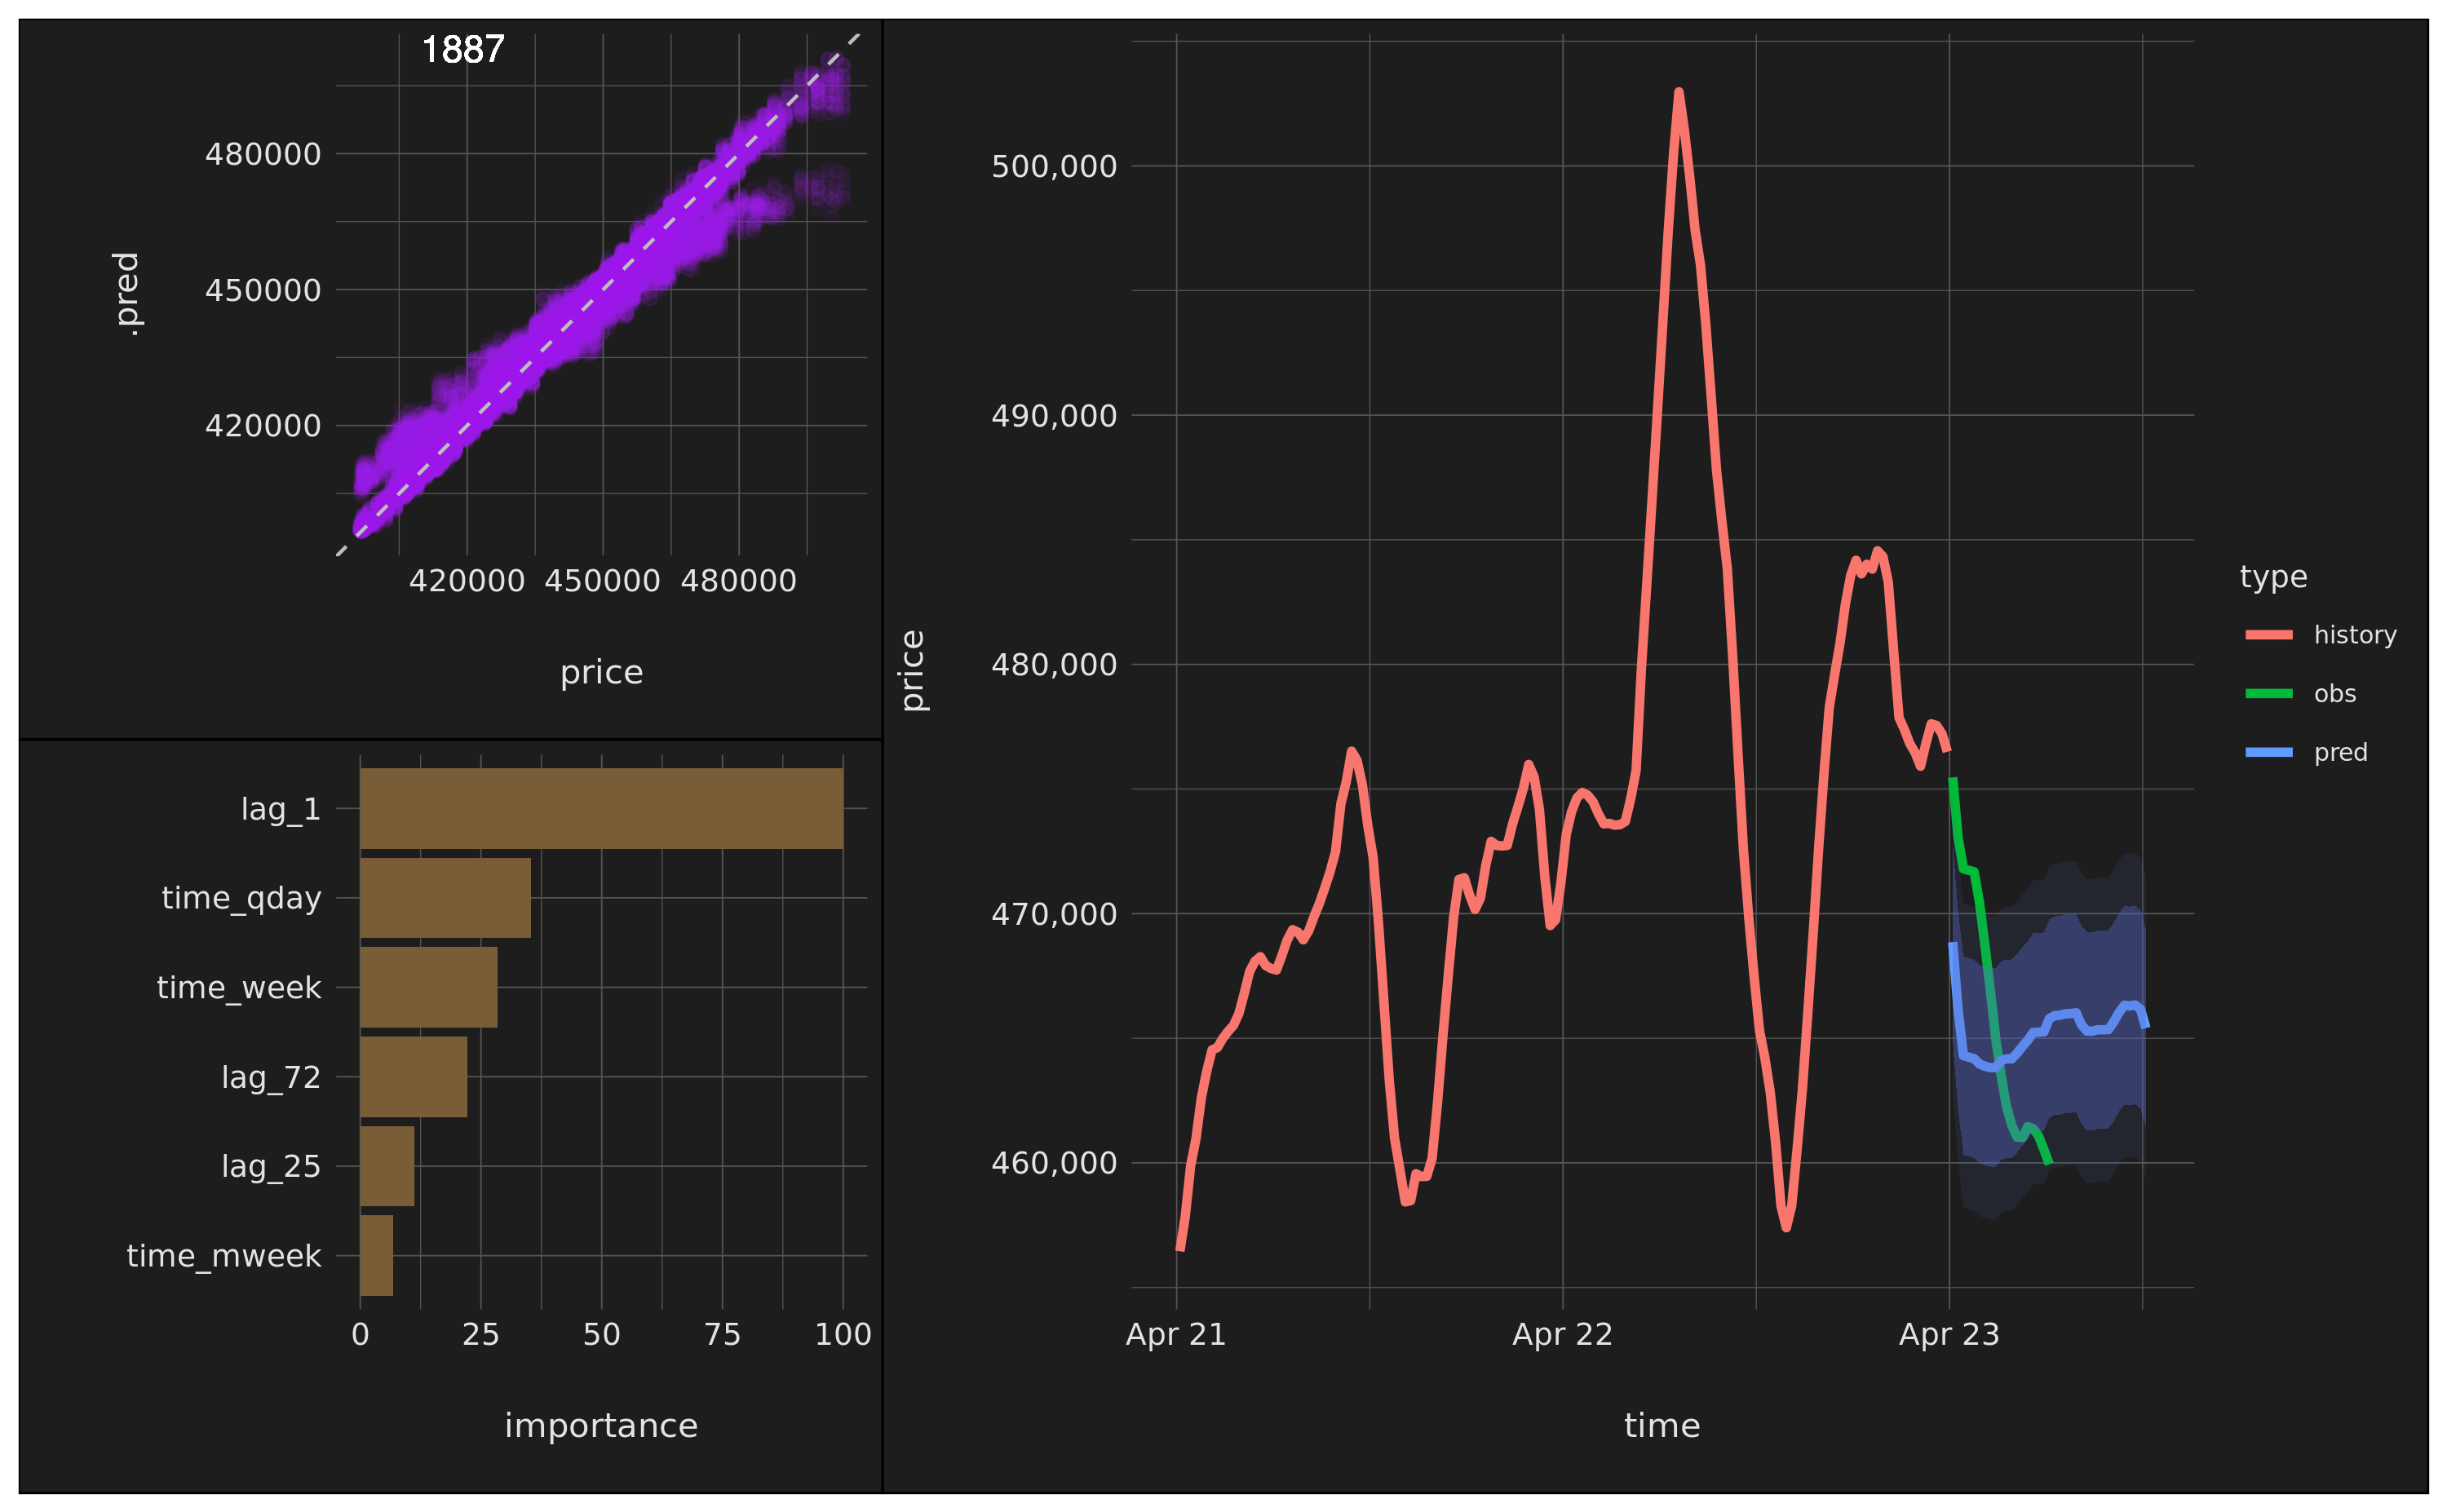 1887
480000
450000
420000
.pred
420000 450000 480000
price
lag_1
time_qday
time_week
lag_72
lag_25
time_mweek
0 25 50 75 100
importance
500,000
490,000
480,000
470,000
460,000
price
Apr 21 Apr 22 Apr 23
time
type
history
obs
pred